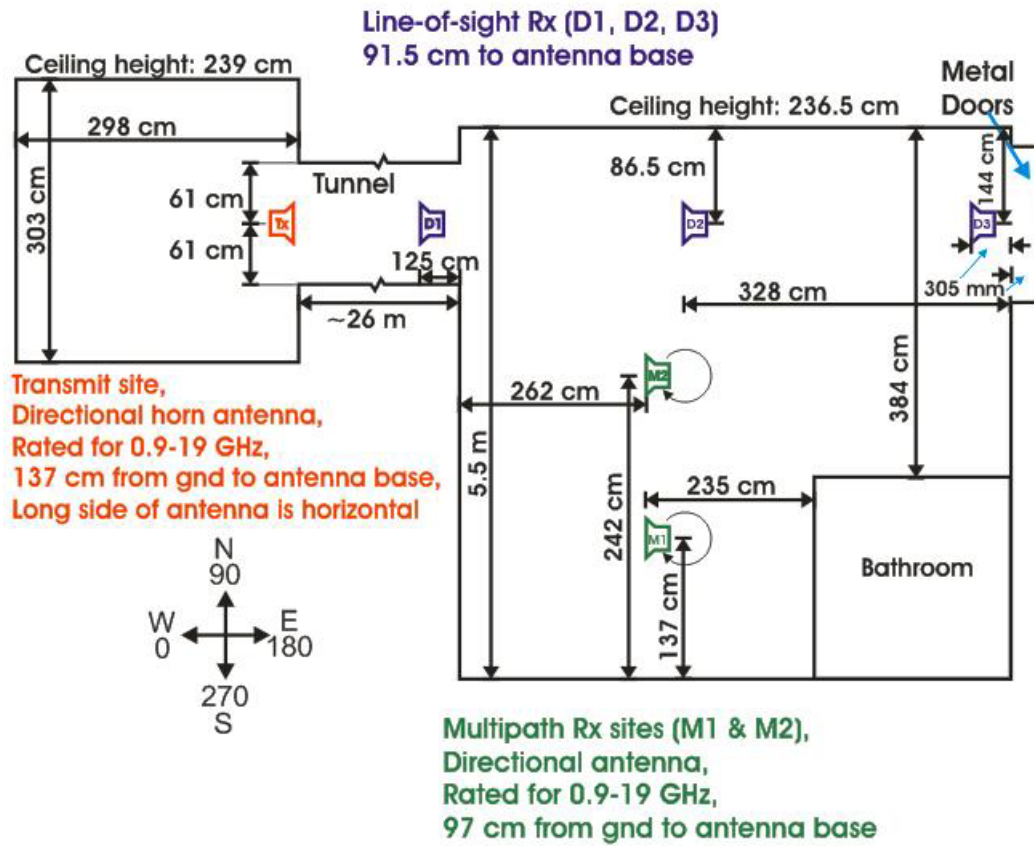 Line-of-sight Rx (D1, D2, D3)
91.5 cm to antenna base
Ceiling height: 239 cm
Ceiling height: 236.5 cm
Metal
Doors
298 cm
303 cm
61 cm
61 cm
Tunnel
Tx
D1
125 cm
~26 m
86.5 cm
D2
144 cm
D3
305 mm
328 cm
M2
262 cm
5.5 m
384 cm
242 cm
235 cm
M1
137 cm
Bathroom
Transmit site,
Directional horn antenna,
Rated for 0.9-19 GHz,
137 cm from gnd to antenna base,
Long side of antenna is horizontal
N
90
W
0
E
180
270
S
Multipath Rx sites (M1 & M2),
Directional antenna,
Rated for 0.9-19 GHz,
97 cm from gnd to antenna base